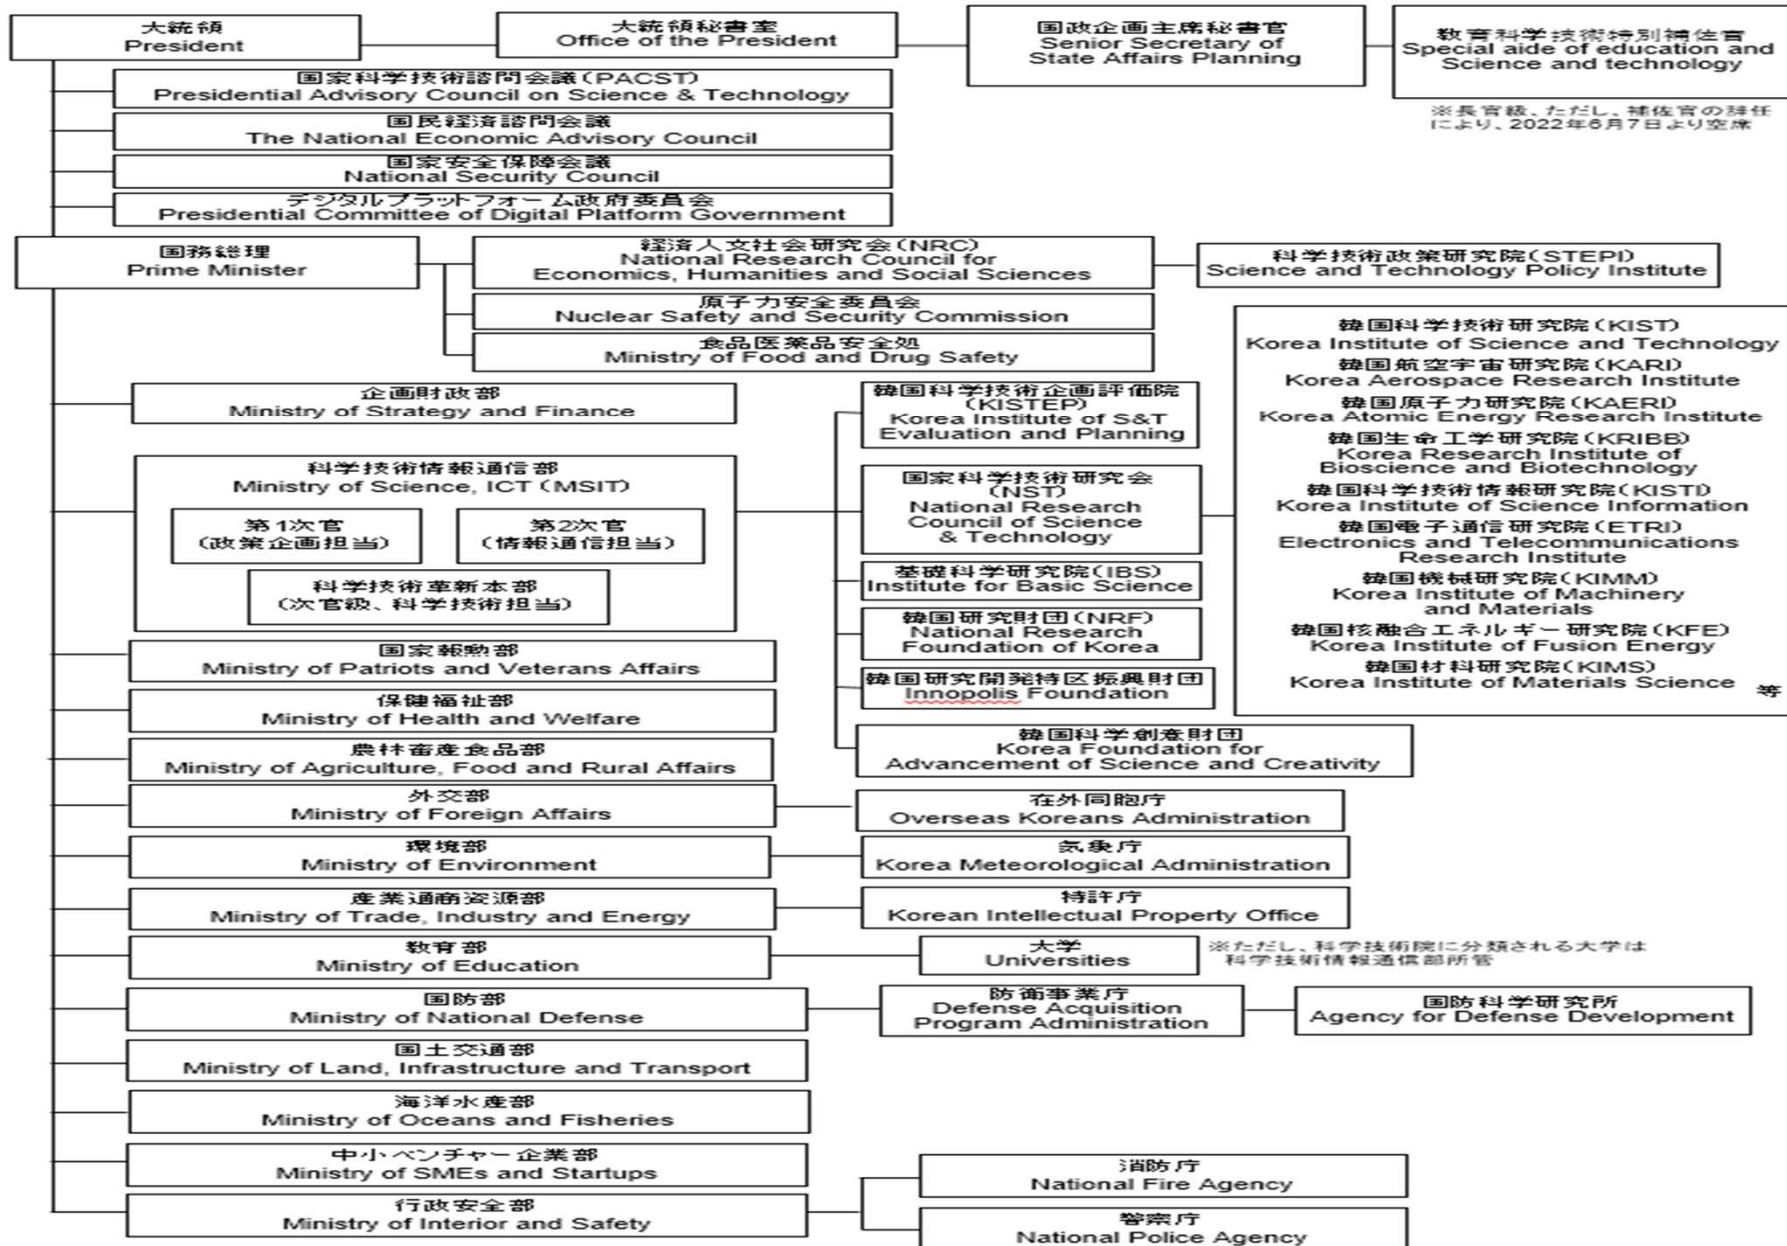 大統領
President
大統領秘書室
Office of the President
国政企画主席秘書官
Senior Secretary of
State Affairs Planning
教育科学技術特別補佐官
Special aide of education and
Science and technology
※長官級、ただし、補佐官の辞任
により、2022年6月7日より空席
国家科学技術諮問会議(PACST)
Presidential Advisory Council on Science & Technology
国民経済諮問会議
The National Economic Advisory Council
国家安全保障会議
National Security Council
デジタルプラットフォーム政府委員会
Presidential Committee of Digital Platform Government
国務総理
Prime Minister
経済人文社会研究会(NRC)
National Research Council for
Economics, Humanities and Social Sciences
科学技術政策研究院(STEPI)
Science and Technology Policy Institute
原子力安全委員会
Nuclear Safety and Security Commission
食品医薬品安全処
Ministry of Food and Drug Safety
企画財政部
Ministry of Strategy and Finance
科学技術情報通信部
Ministry of Science, ICT (MSIT)
第1次官
(政策企画担当)
第2次官
(情報通信担当)
科学技術革新本部
(次官級、科学技術担当)
韓国科学技術企画評価院
(KISTEP)
Korea Institute of S&T
Evaluation and Planning
国家科学技術研究会
(NST)
National Research
Council of Science
& Technology
基礎科学研究院(IBS)
Institute for Basic Science
韓国研究財団(NRF)
National Research
Foundation of Korea
韓国研究開発特区振興財団
Innopolis Foundation
韓国科学創意財団
Korea Foundation for
Advancement of Science and Creativity
韓国科学技術研究院(KIST)
Korea Institute of Science and Technology
韓国航空宇宙研究院(KARI)
Korea Aerospace Research Institute
韓国原子力研究院(KAERI)
Korea Atomic Energy Research Institute
韓国生命工学研究院(KRIBB)
Korea Research Institute of
Bioscience and Biotechnology
韓国科学技術情報研究院(KISTI)
Korea Institute of Science Information
韓国電子通信研究院(ETRI)
Electronics and Telecommunications
Research Institute
韓国機械研究院(KIMM)
Korea Institute of Machinery
and Materials
韓国核融合エネルギー研究院(KFE)
Korea Institute of Fusion Energy
韓国材料研究院(KIMS)
Korea Institute of Materials Science
等
国家報勲部
Ministry of Patriots and Veterans Affairs
保健福祉部
Ministry of Health and Welfare
農林畜産食品部
Ministry of Agriculture, Food and Rural Affairs
外交部
Ministry of Foreign Affairs
在外同胞庁
Overseas Koreans Administration
環境部
Ministry of Environment
気象庁
Korea Meteorological Administration
産業通商資源部
Ministry of Trade, Industry and Energy
特許庁
Korean Intellectual Property Office
教育部
Ministry of Education
大学
Universities
※ただし、科学技術院に分類される大学は
科学技術情報通信部所管
国防部
Ministry of National Defense
防衛事業庁
Defense Acquisition
Program Administration
国防科学研究所
Agency for Defense Development
国土交通部
Ministry of Land, Infrastructure and Transport
海洋水産部
Ministry of Oceans and Fisheries
中小ベンチャー企業部
Ministry of SMEs and Startups
行政安全部
Ministry of Interior and Safety
消防庁
National Fire Agency
警察庁
National Police Agency